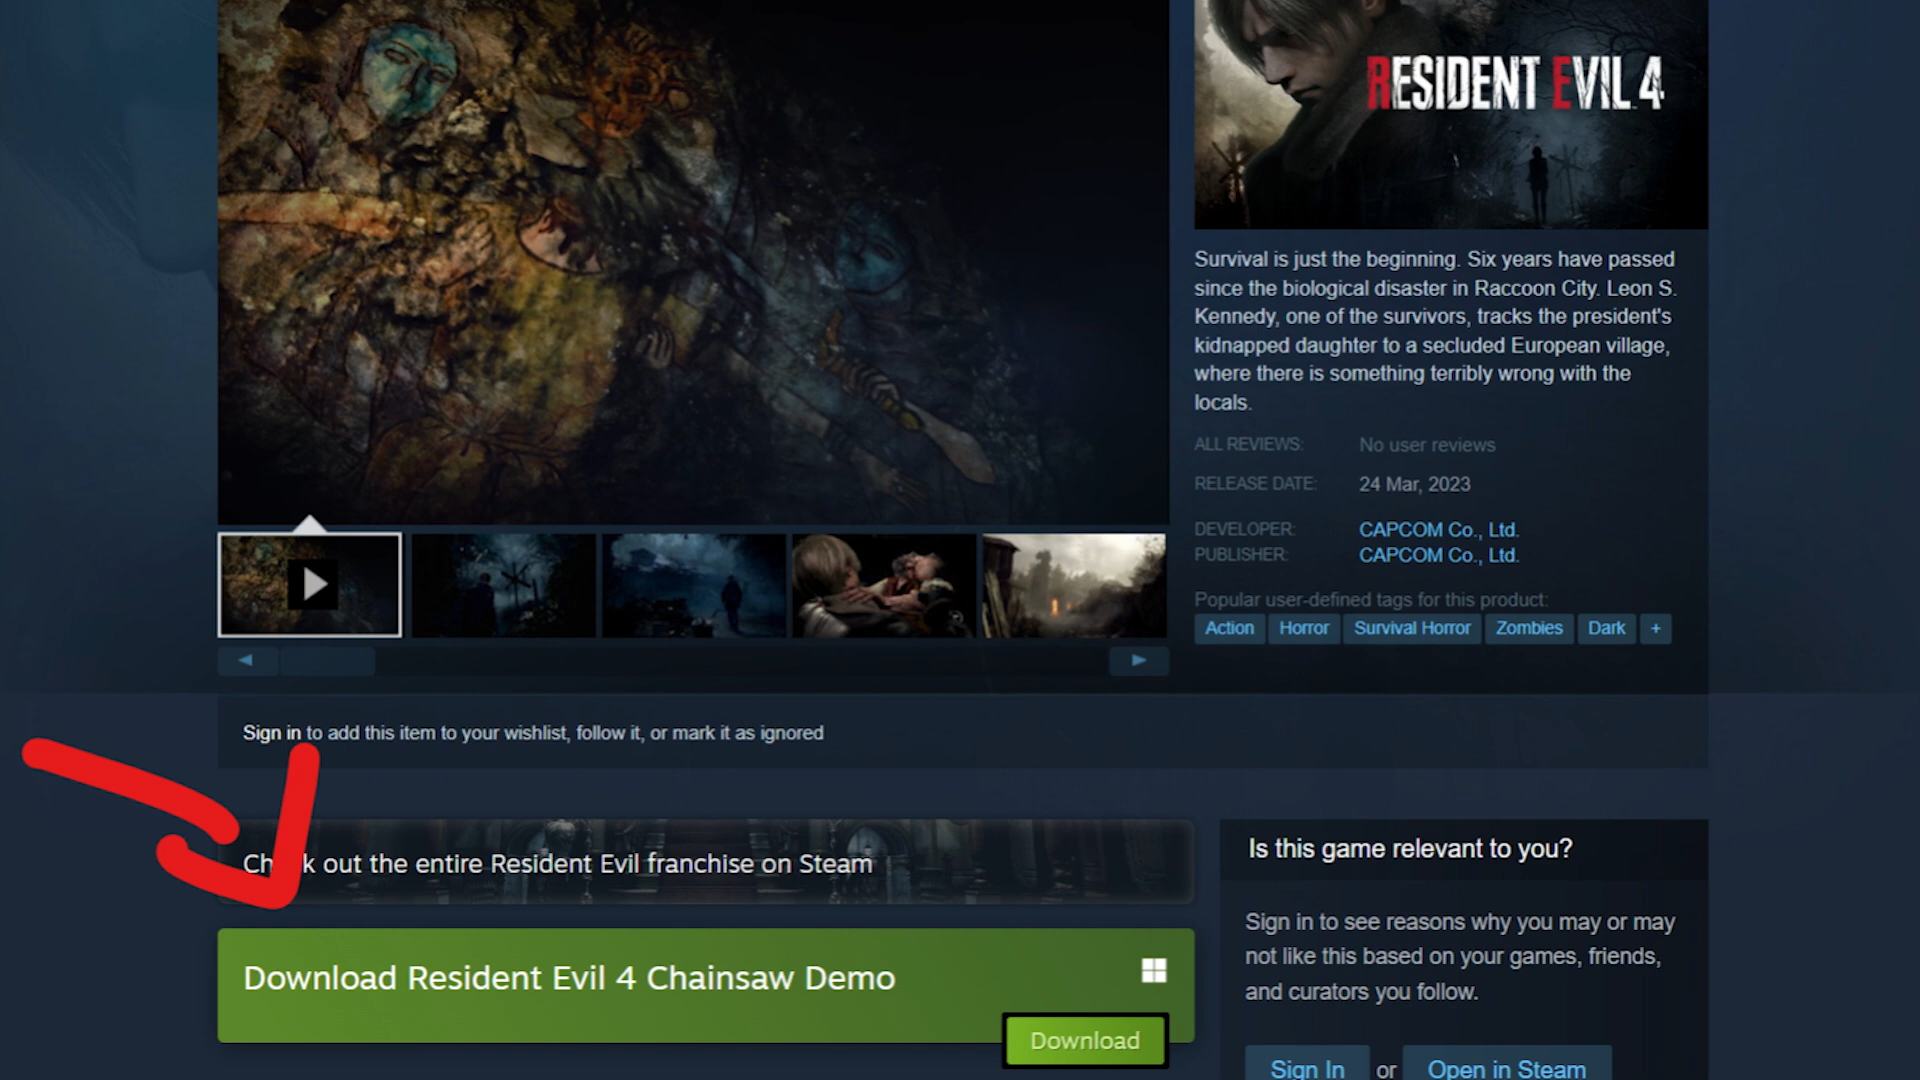 RESIDENT EVIL 4
Survival is just the beginning. Six years have passed
since the biological disaster in Raccoon City. Leon S.
Kennedy, one of the survivors, tracks the president's
kidnapped daughter to a secluded European village,
where there is something terribly wrong with the
locals.
ALL REVIEWS: No user reviews
RELEASE DATE: 24 Mar, 2023
DEVELOPER: CAPCOM Co., Ltd.
PUBLISHER: CAPCOM Co., Ltd.
Popular user-defined tags for this product:
Action Horror Survival Horror Zombies Dark +
Sign in to add this item to your wishlist, follow it, or mark it as ignored
out the entire Resident Evil franchise on Steam
Download Resident Evil 4 Chainsaw Demo
Download
Is this game relevant to you?
Sign in to see reasons why you may or may
not like this based on your games, friends,
and curators you follow.
Sign In or Open in Steam